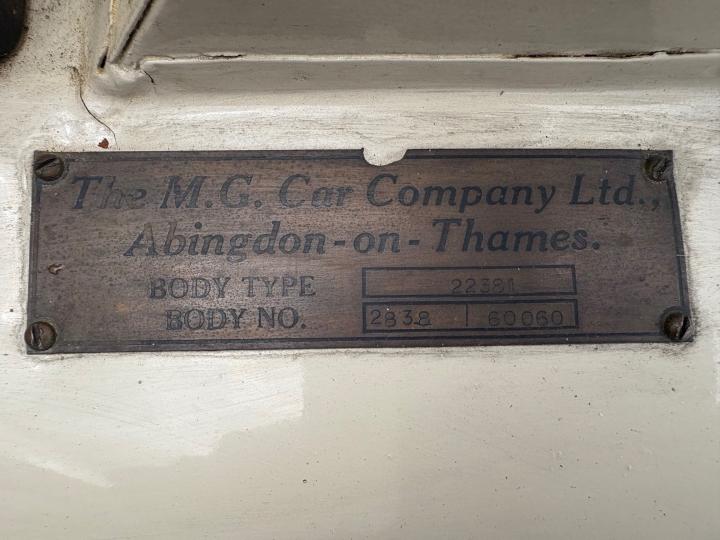 The M.G. Car Company Ltd.,
Abingdon-on-Thames.
BODY TYPE 22381
BODY NO. 2838 | 60060